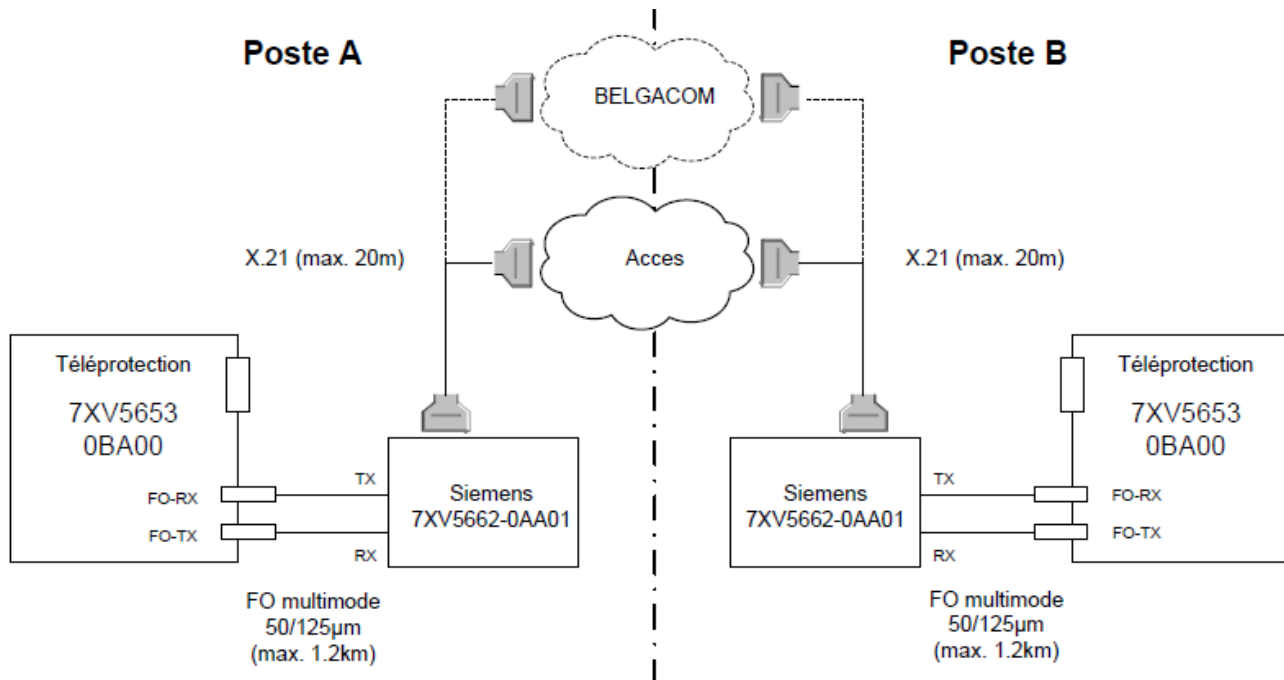 Poste A
Poste B
BELGACOM
X.21 (max. 20m)
Acces
X.21 (max. 20m)
Téléprotection
7XV5653
0BA00
FO-RX
FO-TX
TX
RX
Siemens
7XV5662-0AA01
FO multimode
50/125µm
(max. 1.2km)
Siemens
7XV5662-0AA01
TX
RX
Téléprotection
7XV5653
0BA00
FO-RX
FO-TX
FO multimode
50/125µm
(max. 1.2km)